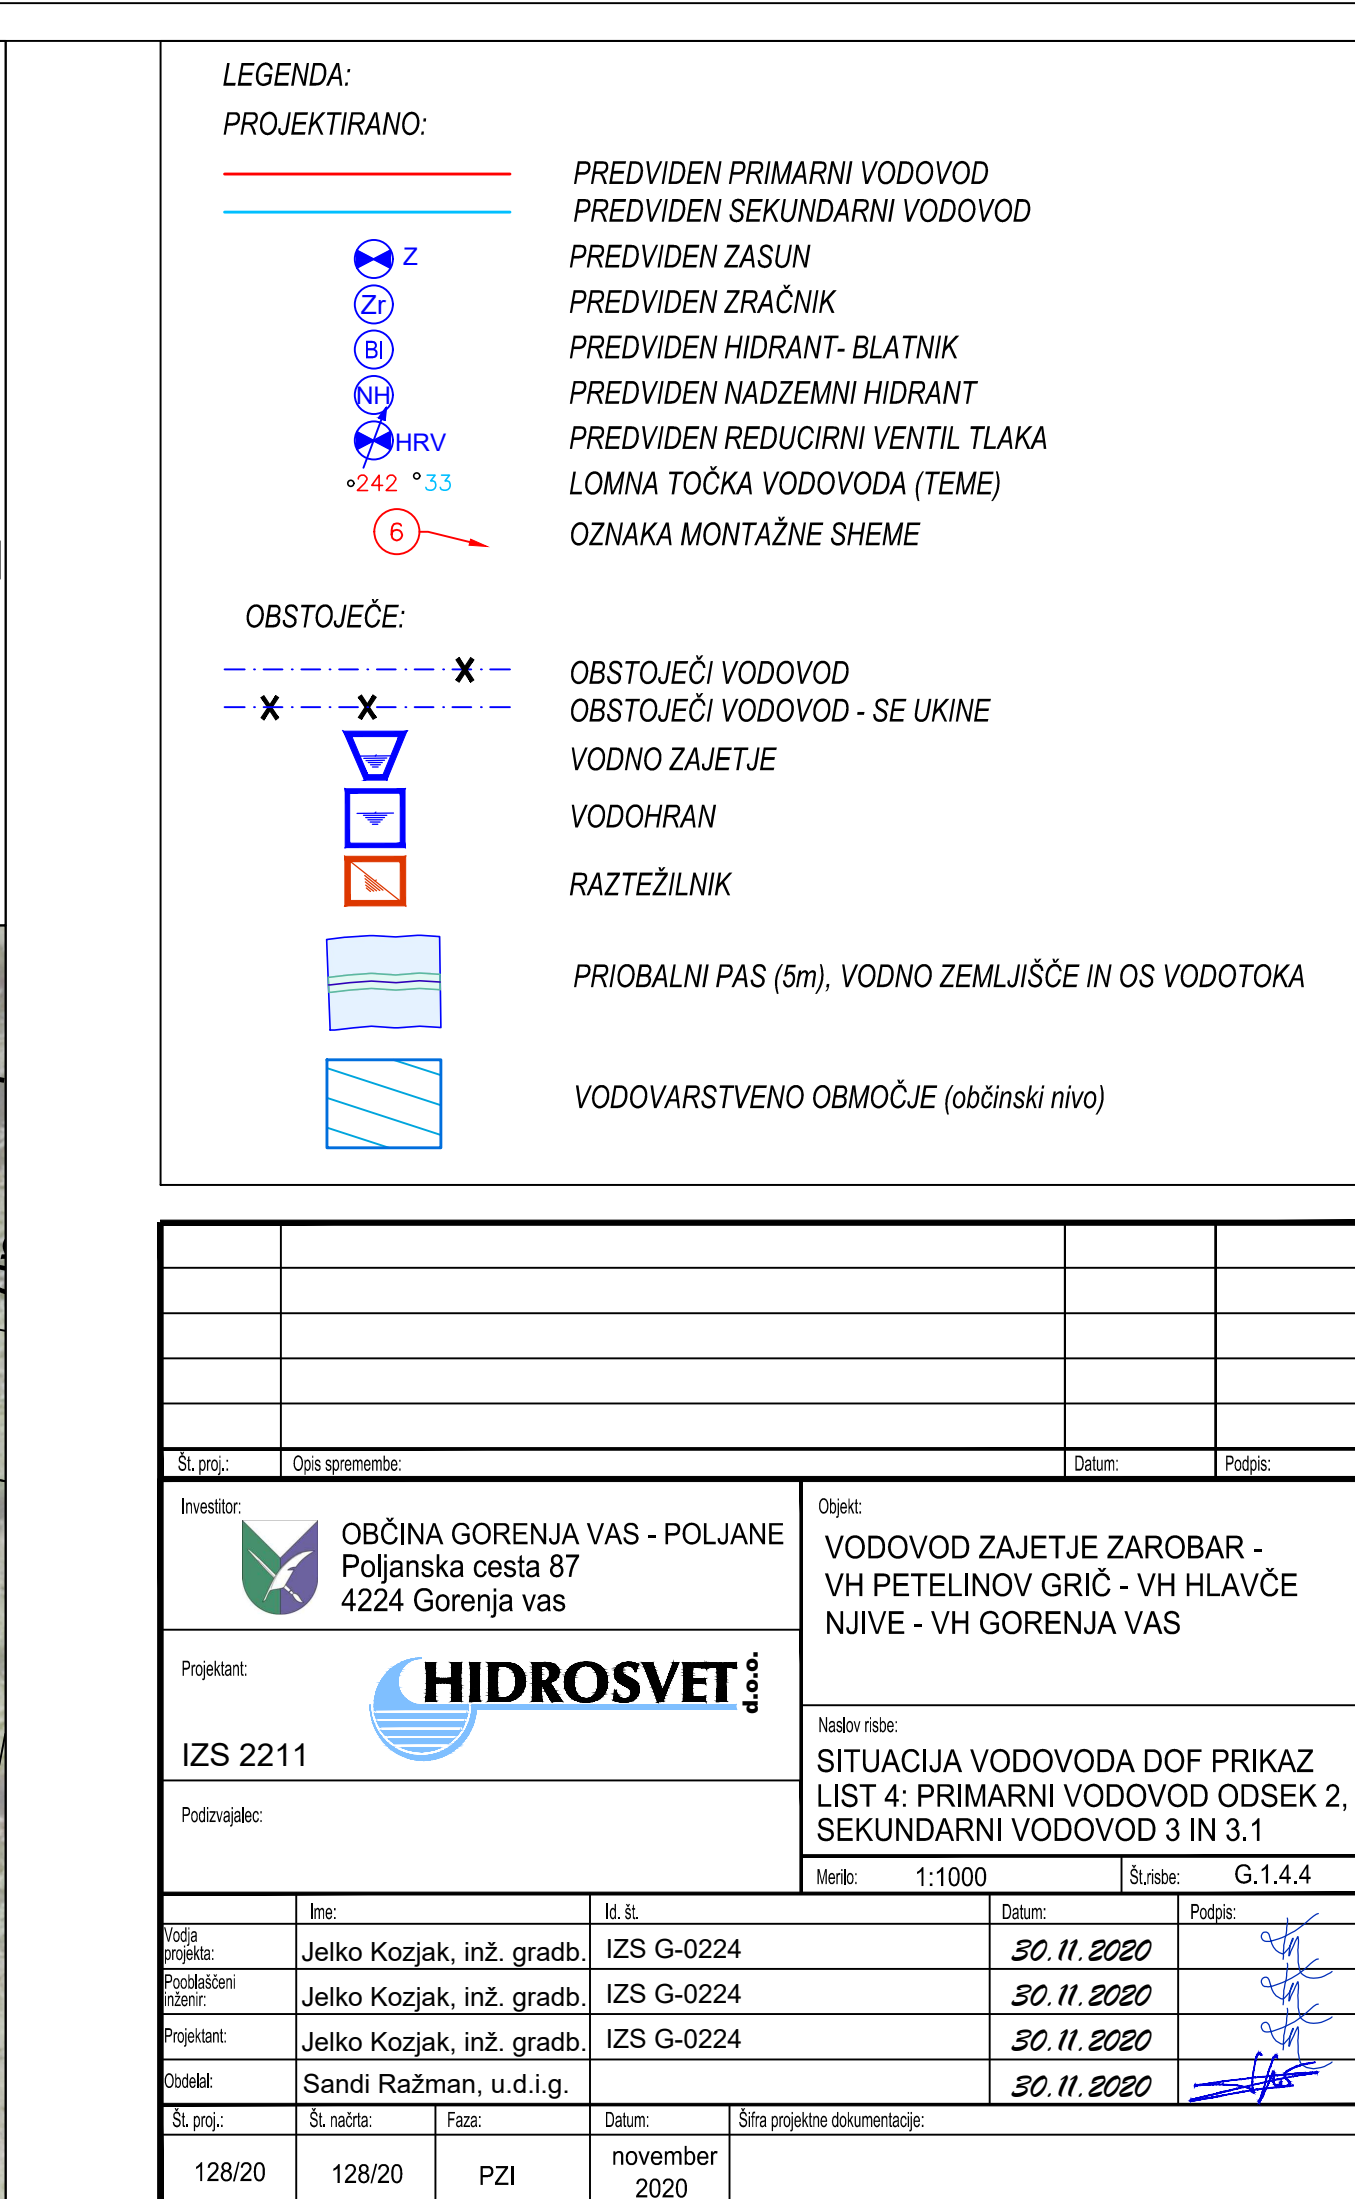 LEGENDA:
PROJEKTIRANO:
PREDVIDEN PRIMARNI VODOVOD
PREDVIDEN SEKUNDARNI VODOVOD
Z PREDVIDEN ZASUN
Zr PREDVIDEN ZRAČNIK
Bl PREDVIDEN HIDRANT- BLATNIK
NH PREDVIDEN NADZEMNI HIDRANT
HRV PREDVIDEN REDUCIRNI VENTIL TLAKA
242 33 LOMNA TOČKA VODOVODA (TEME)
6 OZNAKA MONTAŽNE SHEME
OBSTOJEČE:
OBSTOJEČI VODOVOD
OBSTOJEČI VODOVOD - SE UKINE
VODNO ZAJETJE
VODOHRAN
RAZTEŽILNIK
PRIOBALNI PAS (5m), VODNO ZEMLJIŠČE IN OS VODOTOKA
VODOVARSTVENO OBMOČJE (občinski nivo)
Št. proj.: Opis spremembe: Datum: Podpis:
Investitor:
OBČINA GORENJA VAS - POLJANE
Poljanska cesta 87
4224 Gorenja vas
Objekt:
VODOVOD ZAJETJE ZAROBAR -
VH PETELINOV GRIČ - VH HLAVČE
NJIVE - VH GORENJA VAS
Projektant:
HIDROSVET d.o.o.
IZS 2211
Podizvajalec:
Naslov risbe:
SITUACIJA VODOVODA DOF PRIKAZ
LIST 4: PRIMARNI VODOVOD ODSEK 2,
SEKUNDARNI VODOVOD 3 IN 3.1
Merilo: 1:1000 Št.risbe: G.1.4.4
Ime: Id. št. Datum: Podpis:
Vodja
projekta: Jelko Kozjak, inž. gradb. IZS G-0224 30.11.2020
Pooblaščeni
inženir: Jelko Kozjak, inž. gradb. IZS G-0224 30.11.2020
Projektant: Jelko Kozjak, inž. gradb. IZS G-0224 30.11.2020
Obdelal: Sandi Ražman, u.d.i.g. 30.11.2020
Št. proj.: Št. načrta: Faza: Datum: Šifra projektne dokumentacije:
128/20 128/20 PZI november
2020